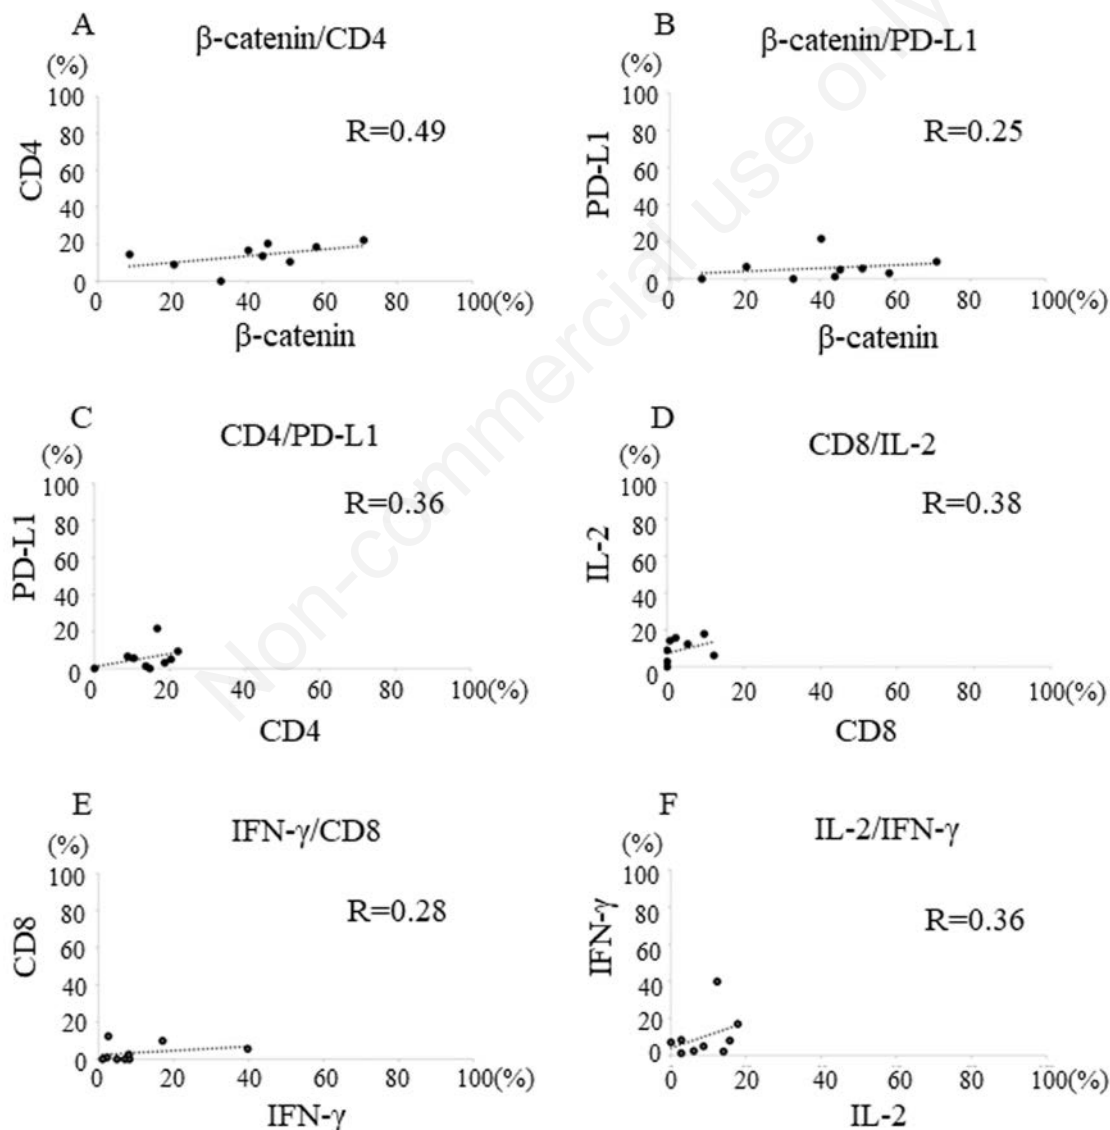 A
β-catenin/CD4
(%)
100
80
60
40
20
0
CD4
R=0.49
0 20 40 60 80 100(%)
β-catenin
B
β-catenin/PD-L1
(%)
100
80
60
40
20
0
PD-L1
R=0.25
0 20 40 60 80 100(%)
β-catenin
C
CD4/PD-L1
(%)
100
80
60
40
20
0
PD-L1
R=0.36
0 20 40 60 80 100(%)
CD4
D
CD8/IL-2
(%)
100
80
60
40
20
0
IL-2
R=0.38
0 20 40 60 80 100(%)
CD8
E
IFN-γ/CD8
(%)
100
80
60
40
20
0
CD8
R=0.28
0 20 40 60 80 100(%)
IFN-γ
F
IL-2/IFN-γ
(%)
100
80
60
40
20
0
IFN-γ
R=0.36
0 20 40 60 80 100(%)
IL-2
Non-commercial use only